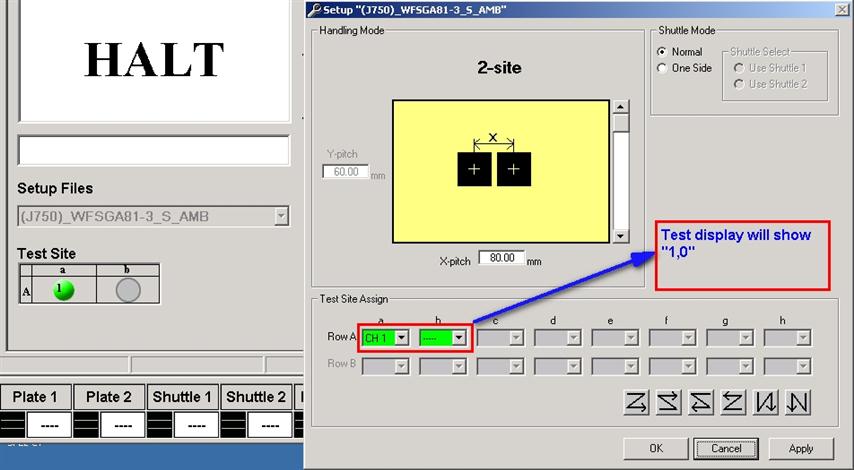 HALT
Setup Files
(J750)_WFSGA81-3_S_AMB
Test Site
a b
A 1
Plate 1 Plate 2 Shuttle 1 Shuttle 2
---- ---- ---- ----
Setup "(J750)_WFSGA81-3_S_AMB"
Handling Mode
2-site
X
Y-pitch
60.00 mm
X-pitch 80.00 mm
Shuttle Mode
Normal
One Side
Shuttle Select
Use Shuttle 1
Use Shuttle 2
Test display will show
"1,0"
Test Site Assign
a b c d e f g h
Row A CH 1 -----
Row B
OK Cancel Apply